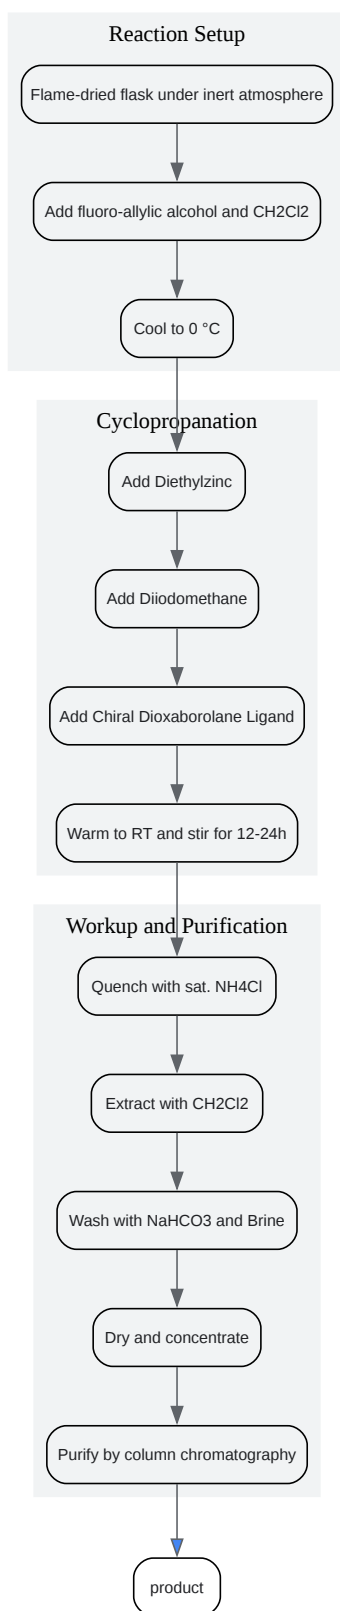 Reaction Setup
Flame-dried flask under inert atmosphere
Add fluoro-allylic alcohol and CH2Cl2
Cool to 0 °C
Cyclopropanation
Add Diethylzinc
Add Diiodomethane
Add Chiral Dioxaborolane Ligand
Warm to RT and stir for 12-24h
Workup and Purification
Quench with sat. NH4Cl
Extract with CH2Cl2
Wash with NaHCO3 and Brine
Dry and concentrate
Purify by column chromatography
product